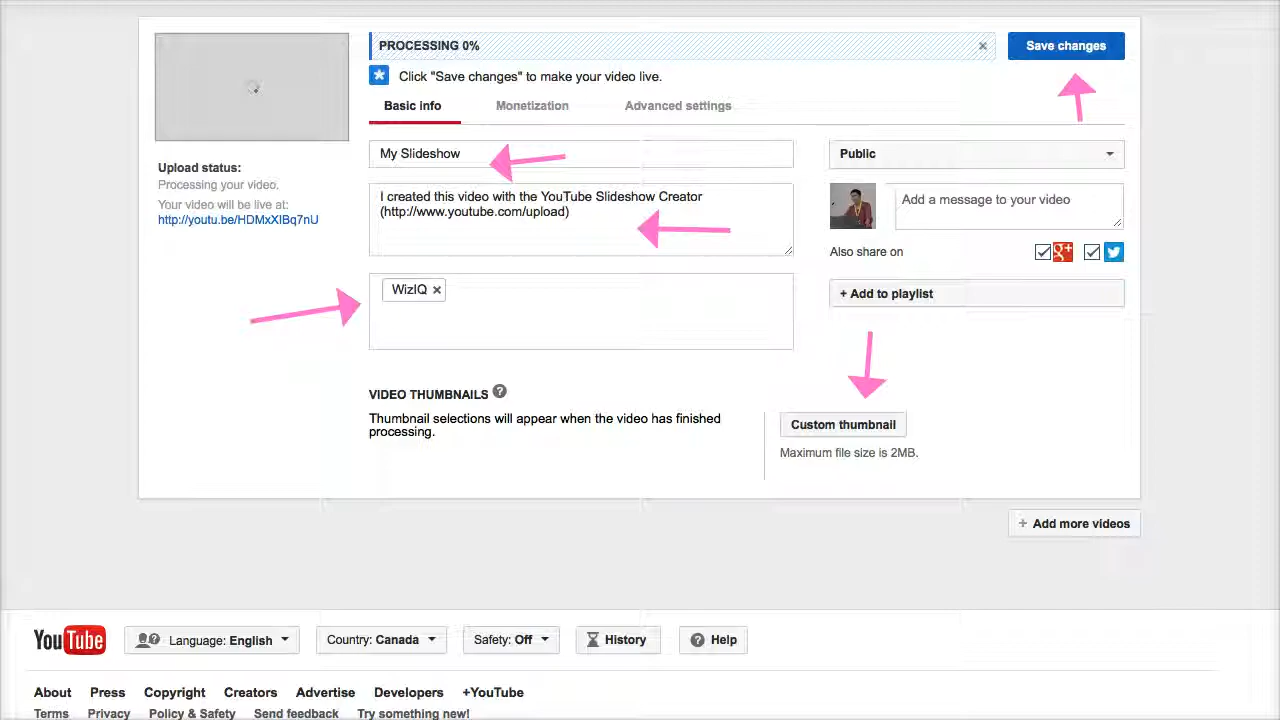 PROCESSING 0%
Save changes
Click "Save changes" to make your video live.
Basic info
Monetization
Advanced settings
Upload status:
Processing your video.
Your video will be live at:
http://youtu.be/HDMxXIBq7nU
My Slideshow
I created this video with the YouTube Slideshow Creator
(http://www.youtube.com/upload)
WizIQ
Public
Add a message to your video
Also share on
+ Add to playlist
VIDEO THUMBNAILS
Thumbnail selections will appear when the video has finished
processing.
Custom thumbnail
Maximum file size is 2MB.
+ Add more videos
YouTube
Language: English
Country: Canada
Safety: Off
History
Help
About Press Copyright Creators Advertise Developers +YouTube
Terms Privacy Policy & Safety Send feedback Try something new!